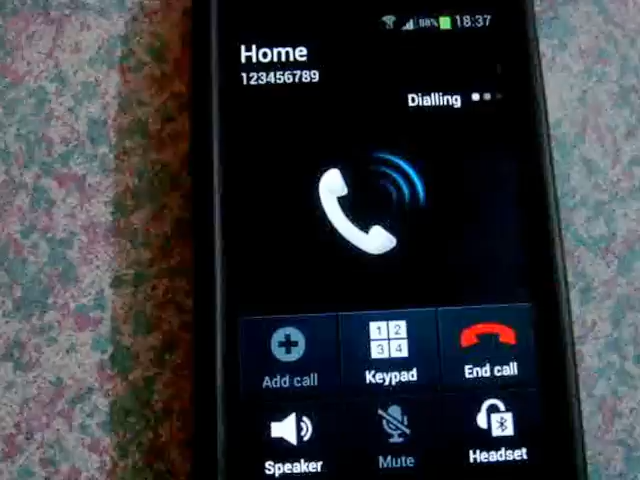 88% 18:37
Home
123456789
Dialling
1 2
3 4
Add call Keypad End call
Speaker Mute Headset